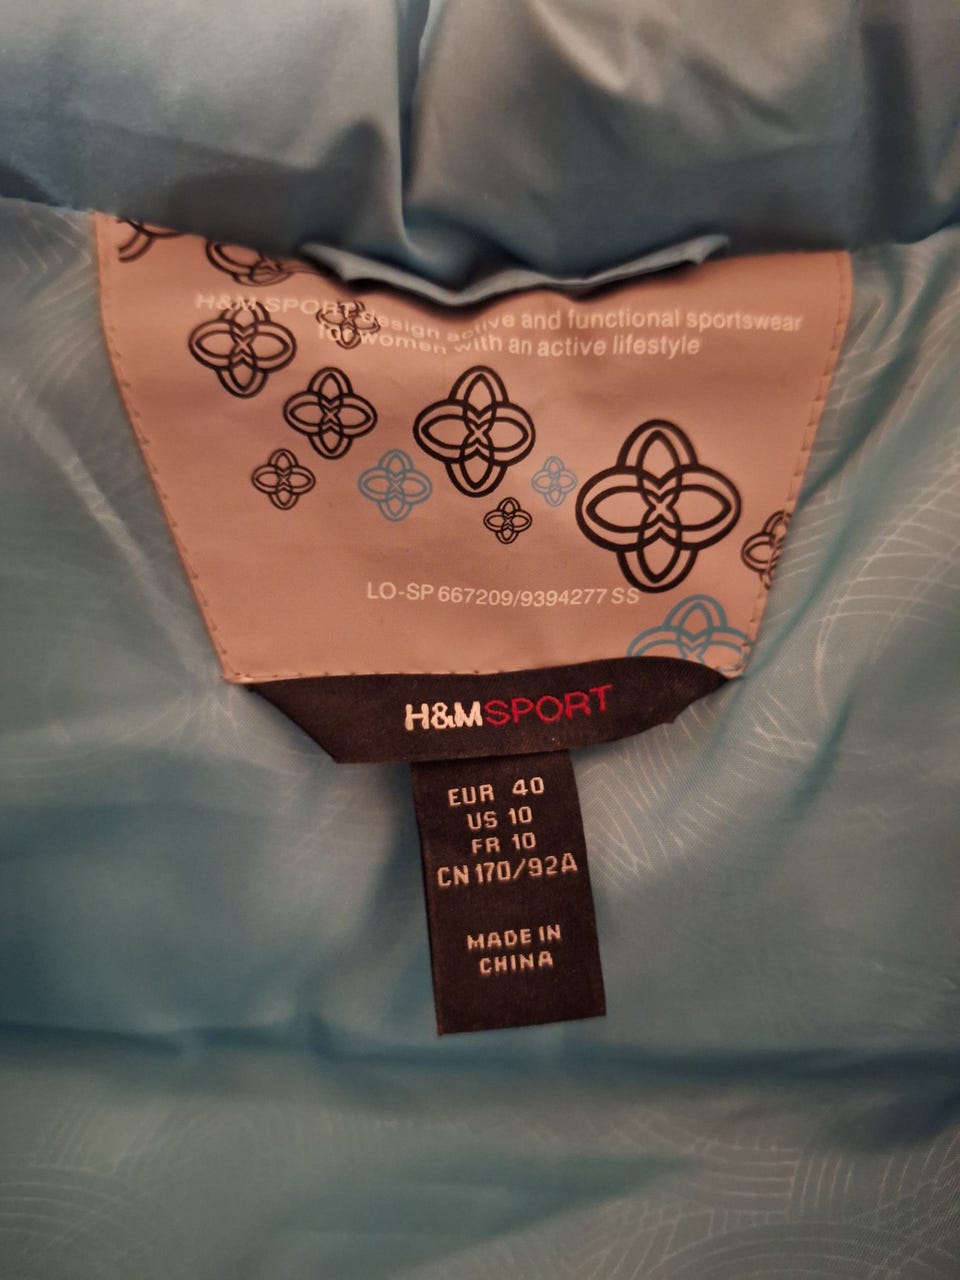 H&M SPORT design active and functional sportswear
for women with an active lifestyle
LO-SP 667209/9394277 SS
H&MSPORT
EUR 40
US 10
FR 10
CN 170/92A
MADE IN
CHINA